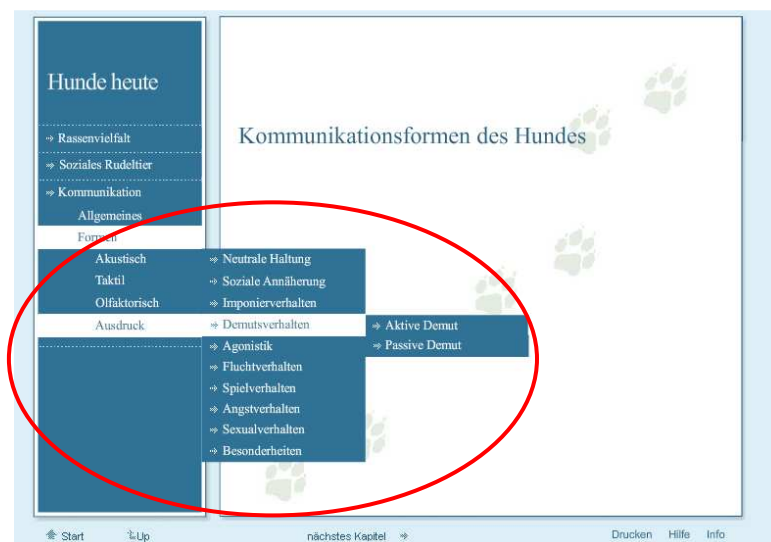 Hunde heute
Kommunikationsformen des Hundes
Rassenvielfalt
Soziales Rudeltier
Kommunikation
Allgemeines
Formen
Akustisch
Taktil
Olfaktorisch
Ausdruck
Neutrale Haltung
Soziale Annäherung
Imponierverhalten
Demutsverhalten
Agonistik
Fluchtverhalten
Spielverhalten
Angstverhalten
Sexualverhalten
Besonderheiten
Aktive Demut
Passive Demut
Start
Up
nächstes Kapitel
Drucken Hilfe Info